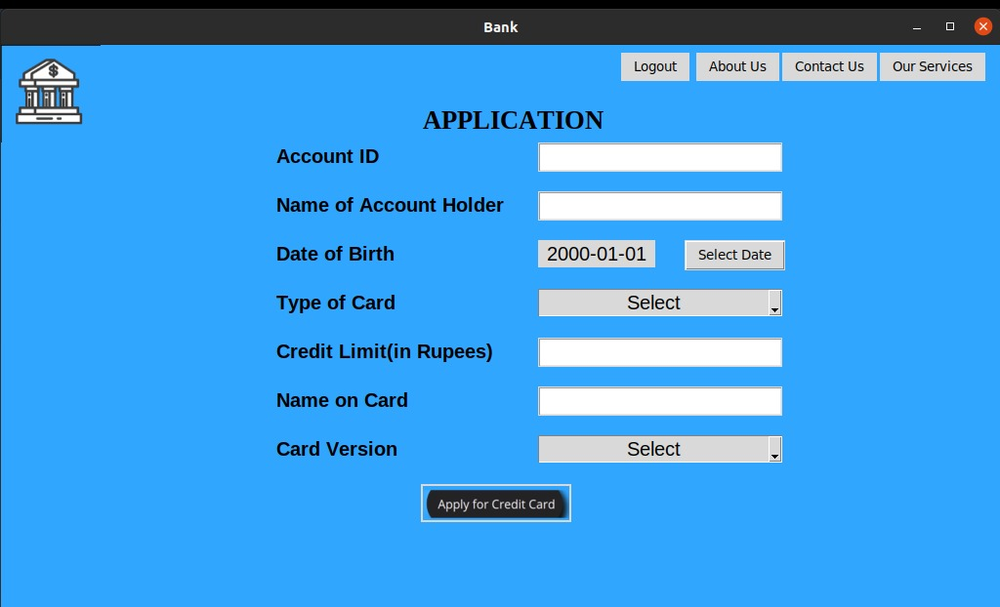 Bank
Logout About Us Contact Us Our Services
$
APPLICATION
Account ID
Name of Account Holder
Date of Birth 2000-01-01 Select Date
Type of Card Select
Credit Limit(in Rupees)
Name on Card
Card Version Select
Apply for Credit Card